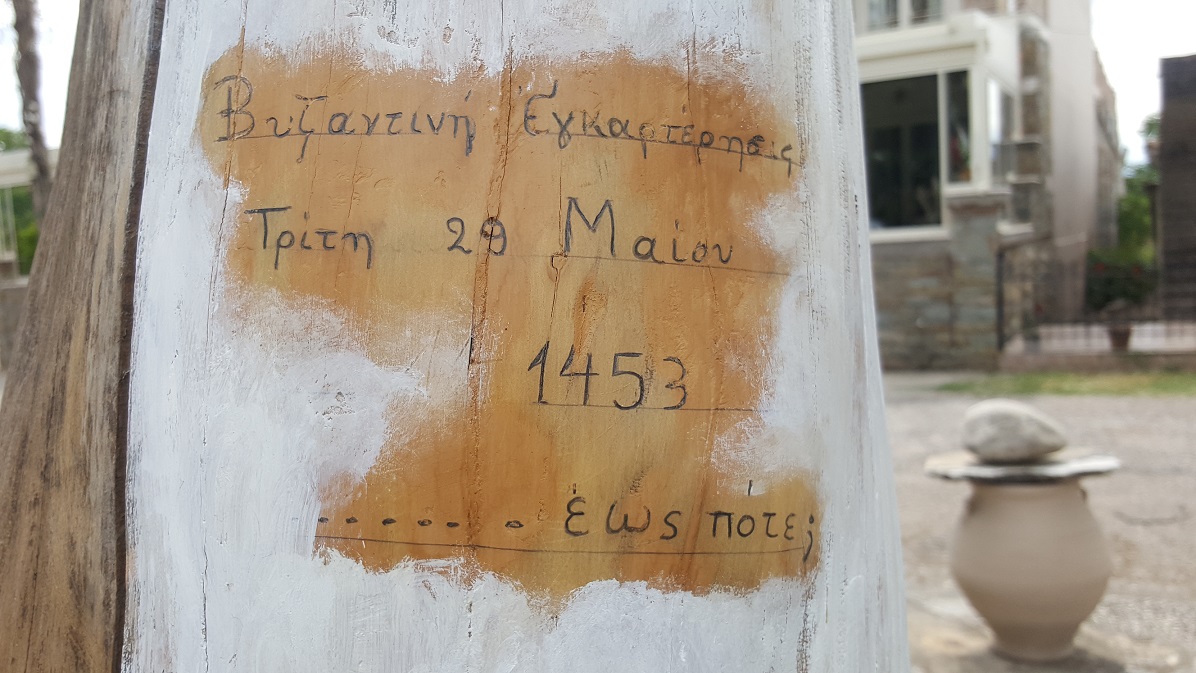 Βυζαντινή Εγκαρτέρησις
Τρίτη 29 Μαΐου
1453
...... έως πότε;